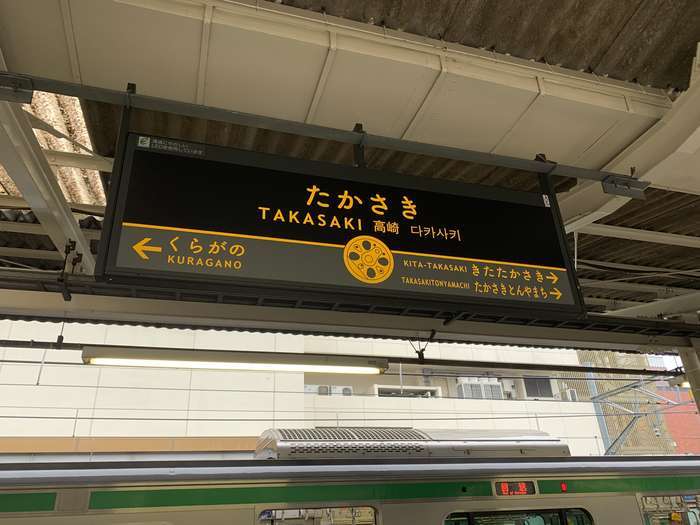 たかさき
TAKASAKI 高崎 다카사키
← くらがの
KURAGANO
KITA-TAKASAKI きたたかさき →
TAKASAKITONYAMACHI たかさきとんやまち →